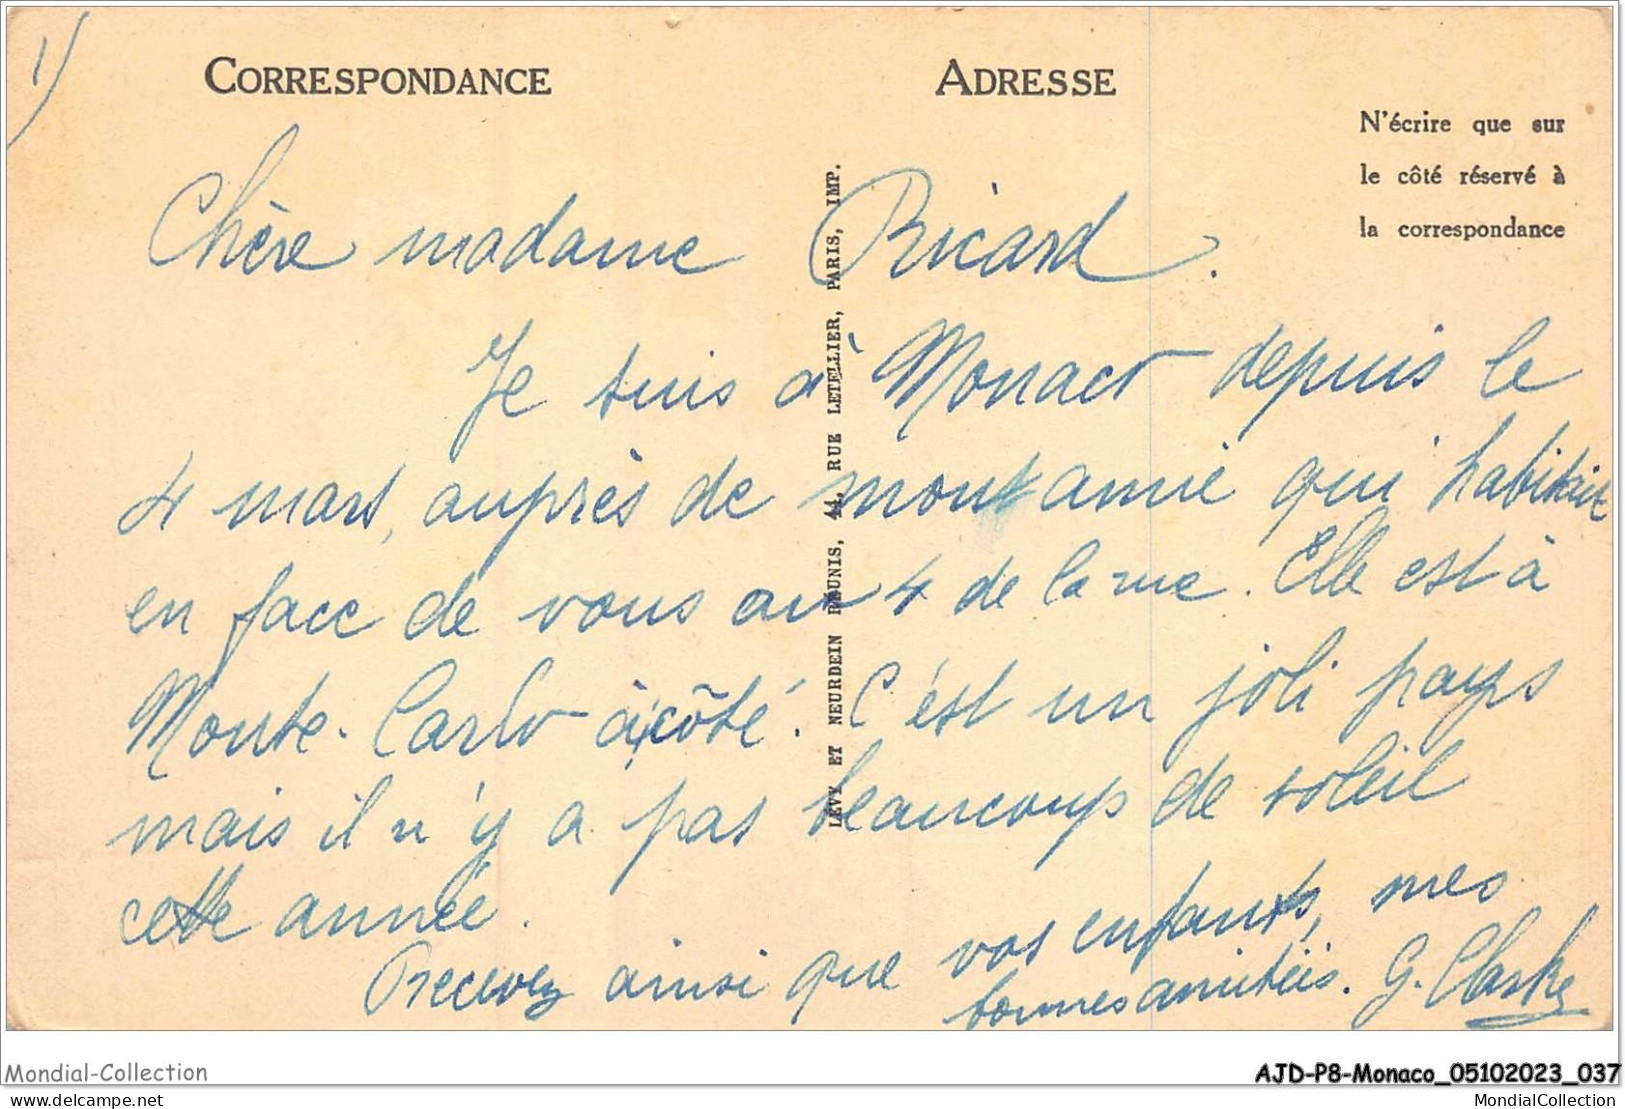 1)
CORRESPONDANCE
ADRESSE
N'écrire que sur
le côté réservé à
la correspondance
LÉVY ET NEURDEIN RÉUNIS, 44, RUE LETELLIER, PARIS, IMP.
Chère madame Ricard.
Je suis à Monaco depuis le
4 mars, auprès de mon amie qui habitait
en face de vous au 4 de la rue. Elle est à
Monte-Carlo à côté. C'est un joli pays
mais il n'y a pas beaucoup de soleil
cette année.
Recevez ainsi que vos enfants, mes
bonnes amitiés. G.
Mondial-Collection
AJD-P8-Monaco_05102023_037
delcampe.net
MondialCollection